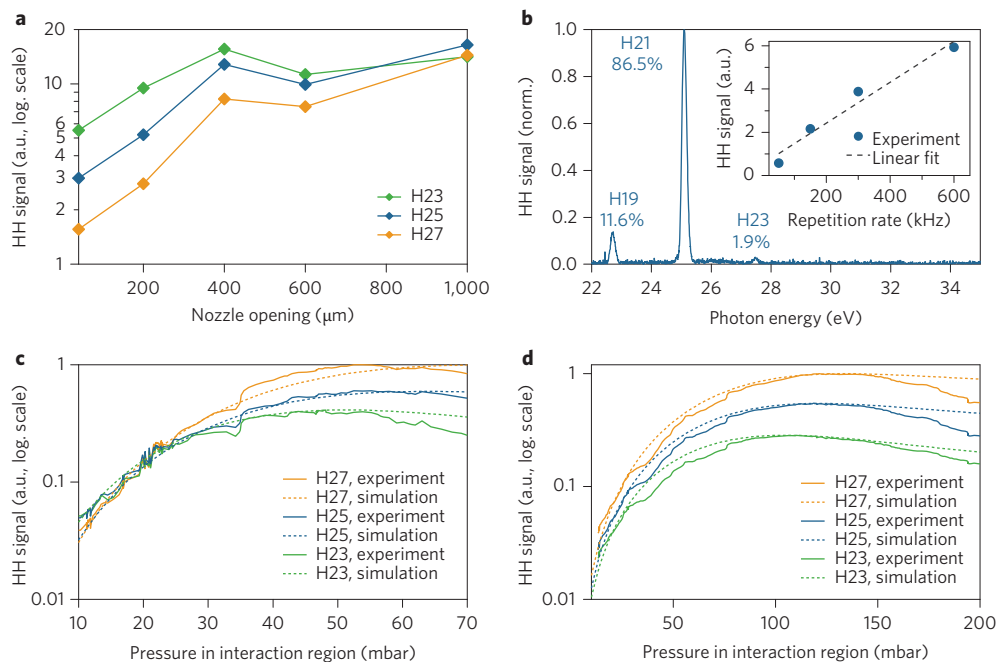 a
20
10
8
6
5
4
3
2
1
HH signal (a.u., log. scale)
H23
H25
H27
200
400
600
800
1,000
Nozzle opening (μm)
b
1.0
0.8
0.6
0.4
0.2
0.0
HH signal (norm.)
H21
86.5%
H19
11.6%
H23
1.9%
22
24
26
28
30
32
34
Photon energy (eV)
6
4
2
0
HH signal (a.u.)
Experiment
Linear fit
200
400
600
Repetition rate (kHz)
c
1
0.1
0.01
HH signal (a.u., log. scale)
H27, experiment
H27, simulation
H25, experiment
H25, simulation
H23, experiment
H23, simulation
10
20
30
40
50
60
70
Pressure in interaction region (mbar)
d
1
0.1
0.01
HH signal (a.u., log. scale)
H27, experiment
H27, simulation
H25, experiment
H25, simulation
H23, experiment
H23, simulation
50
100
150
200
Pressure in interaction region (mbar)